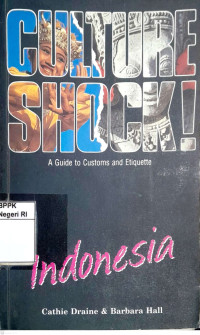 CULTURE
SHOCK!
A Guide to Customs and Etiquette
BPPK
Negeri RI
Indonesia
Cathie Draine & Barbara Hall